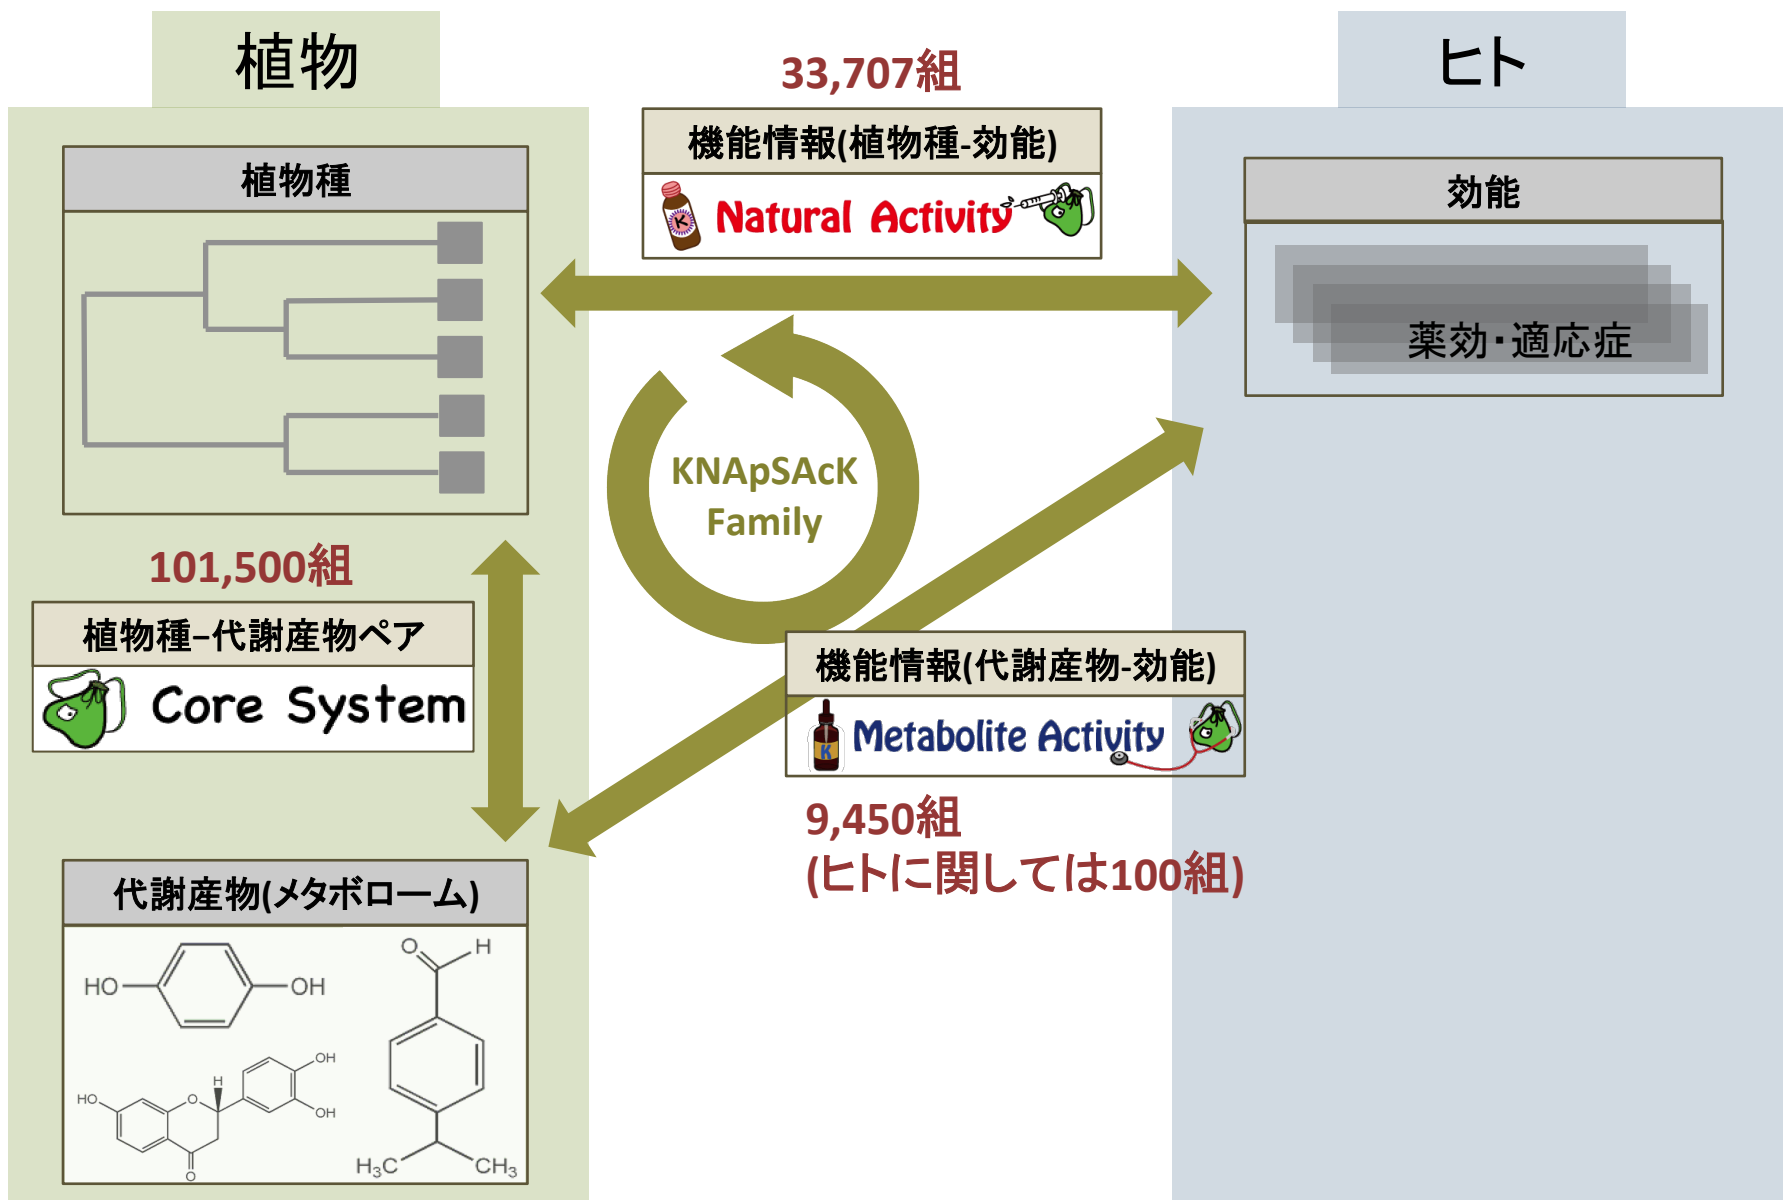 植物
ヒト
33,707組
機能情報(植物種-効能)
K
Natural Activity
植物種
効能
薬効・適応症
KNApSAcK
Family
101,500組
植物種–代謝産物ペア
Core System
機能情報(代謝産物-効能)
K
Metabolite Activity
9,450組
(ヒトに関しては100組)
代謝産物(メタボローム)
HO
OH
O
H
HO
O
H
OH
OH
O
H₃C
CH₃